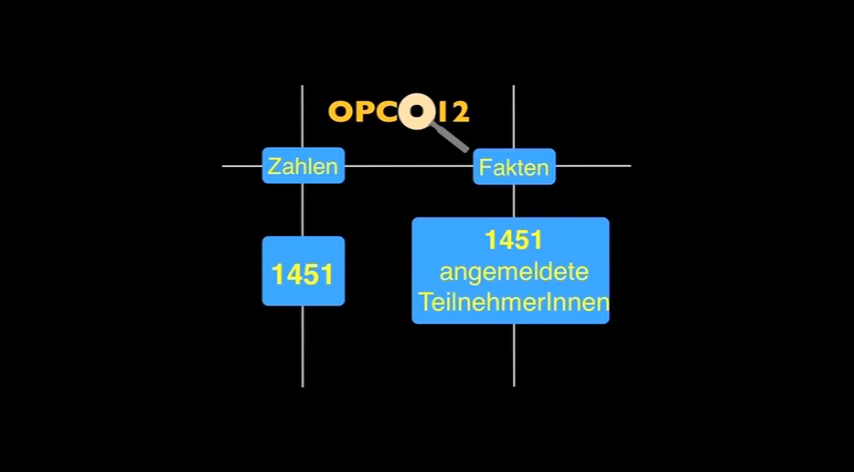 OPCO12
Zahlen
Fakten
1451
1451
angemeldete
TeilnehmerInnen